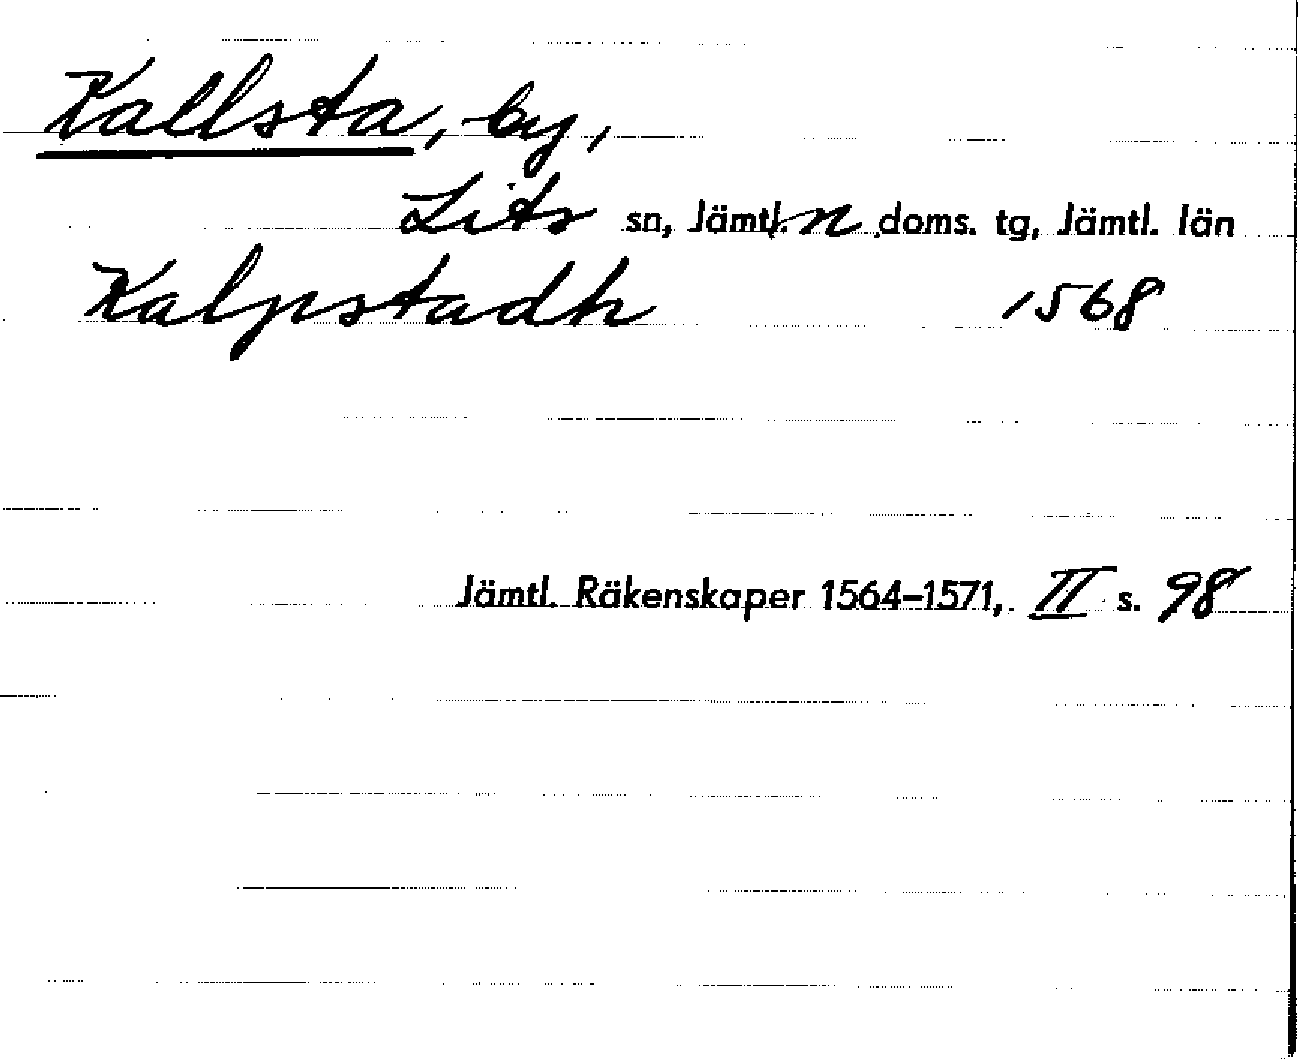 Kallsta, by,
Lits sn, Jämtl. n doms. tg, Jämtl. län
Kalpstadh 1568
Jämtl. Räkenskaper 1564–1571, II s. 98